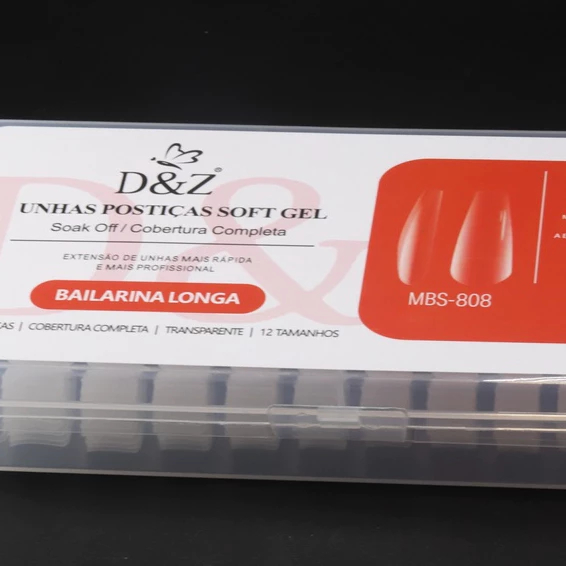 D&Z®
UNHAS POSTIÇAS SOFT GEL
Soak Off / Cobertura Completa
EXTENSÃO DE UNHAS MAIS RÁPIDA
E MAIS PROFISSIONAL
BAILARINA LONGA
| COBERTURA COMPLETA | TRANSPARENTE | 12 TAMANHOS
MBS-808